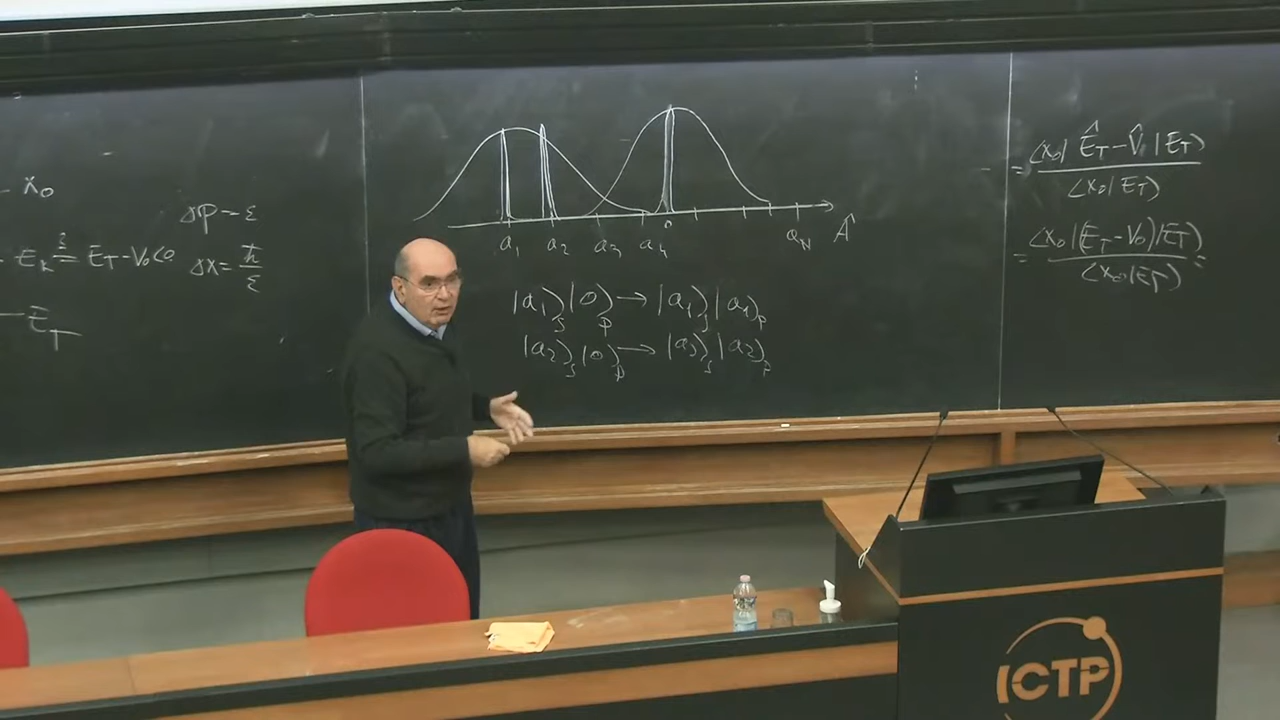 - x₀
δp ~ ε
- E_k ≟ E_T - V₀ < 0
δx = ħ/ε
— E_T
a₁ a₂ a₃ a₄ 0 a_N Â
|a₁⟩_s |0⟩_p → |a₁⟩_s |a₁⟩_p
|a₂⟩_s |0⟩_p → |a₂⟩_s |a₂⟩_p
= ⟨x₀| Ê_T - V̂ |E_T⟩ / ⟨x₀|E_T⟩
= ⟨x₀|(E_T - V₀)|E_T⟩ / ⟨x₀|E_T⟩ =
ICTP